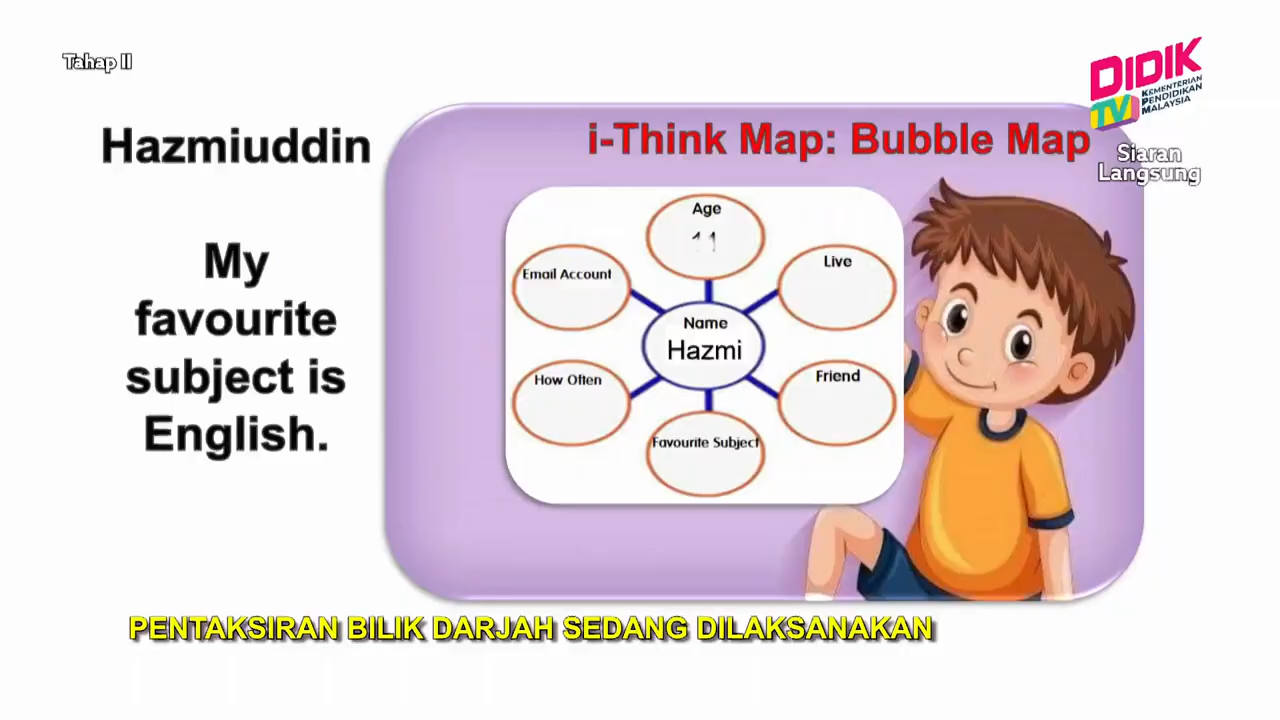 Tahap II
DIDIK
TV
KEMENTERIAN
PENDIDIKAN
MALAYSIA
Siaran
Langsung
Hazmiuddin
My
favourite
subject is
English.
i-Think Map: Bubble Map
Age
11
Email Account
Live
Name
Hazmi
How Often
Friend
Favourite Subject
PENTAKSIRAN BILIK DARJAH SEDANG DILAKSANAKAN